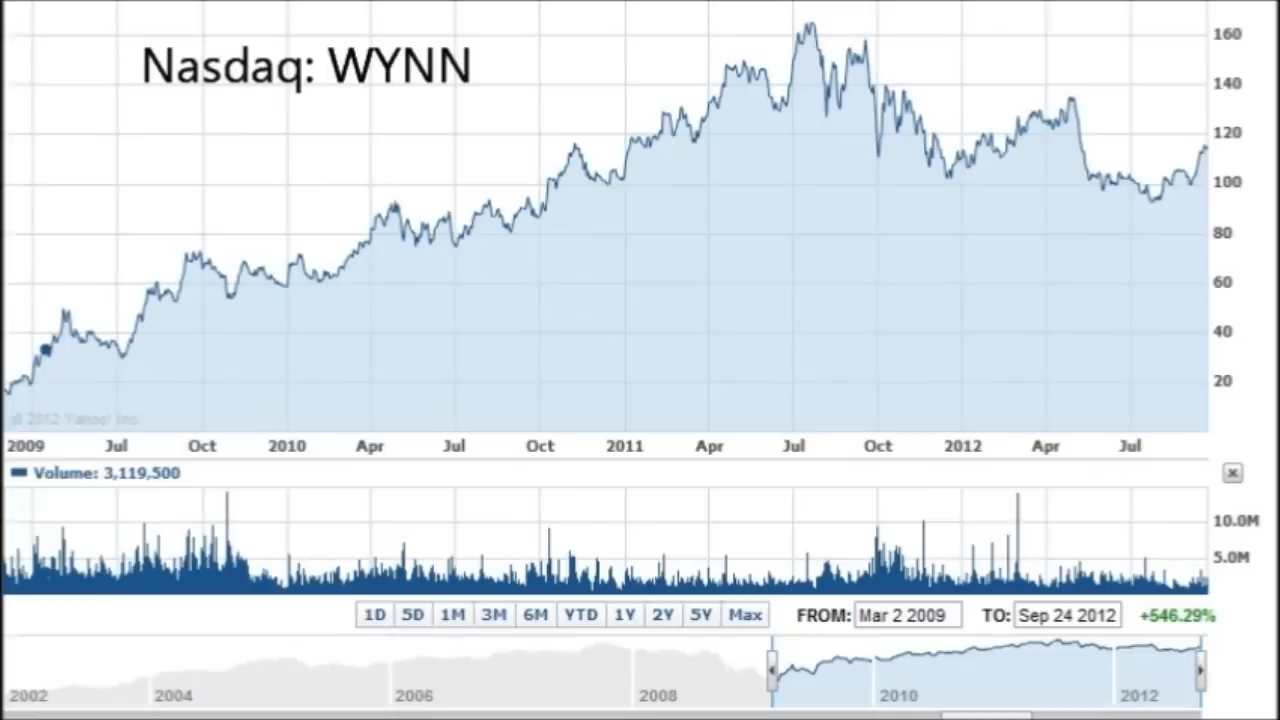 Nasdaq: WYNN
160
140
120
100
80
60
40
20
© 2012 Yahoo! Inc.
2009 Jul Oct 2010 Apr Jul Oct 2011 Apr Jul Oct 2012 Apr Jul
Volume: 3,119,500
10.0M
5.0M
1D 5D 1M 3M 6M YTD 1Y 2Y 5Y Max FROM: Mar 2 2009 TO: Sep 24 2012 +546.29%
2002 2004 2006 2008 2010 2012